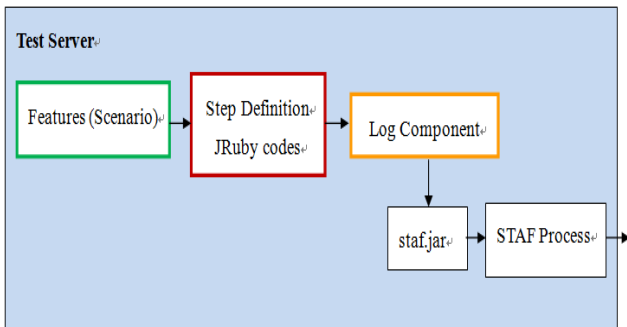 Test Server
Features (Scenario)
Step Definition
JRuby codes
Log Component
staf.jar
STAF Process